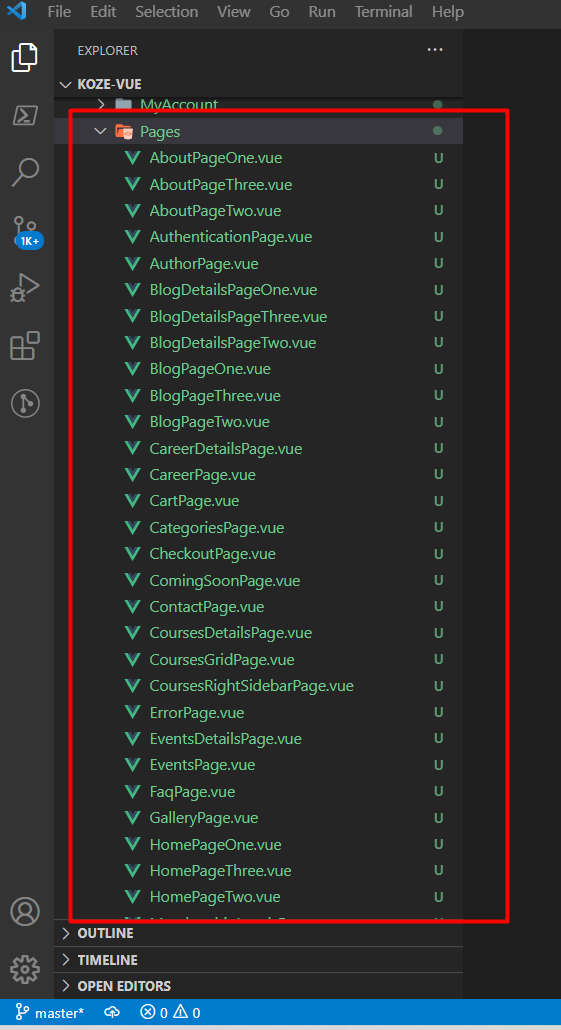 File Edit Selection View Go Run Terminal Help
EXPLORER ...
KOZE-VUE
MyAccount
Pages
AboutPageOne.vue U
AboutPageThree.vue U
AboutPageTwo.vue U
AuthenticationPage.vue U
AuthorPage.vue U
BlogDetailsPageOne.vue U
BlogDetailsPageThree.vue U
BlogDetailsPageTwo.vue U
BlogPageOne.vue U
BlogPageThree.vue U
BlogPageTwo.vue U
CareerDetailsPage.vue U
CareerPage.vue U
CartPage.vue U
CategoriesPage.vue U
CheckoutPage.vue U
ComingSoonPage.vue U
ContactPage.vue U
CoursesDetailsPage.vue U
CoursesGridPage.vue U
CoursesRightSidebarPage.vue U
ErrorPage.vue U
EventsDetailsPage.vue U
EventsPage.vue U
FaqPage.vue U
GalleryPage.vue U
HomePageOne.vue U
HomePageThree.vue U
HomePageTwo.vue U
1K+
OUTLINE
TIMELINE
OPEN EDITORS
master* 0 0